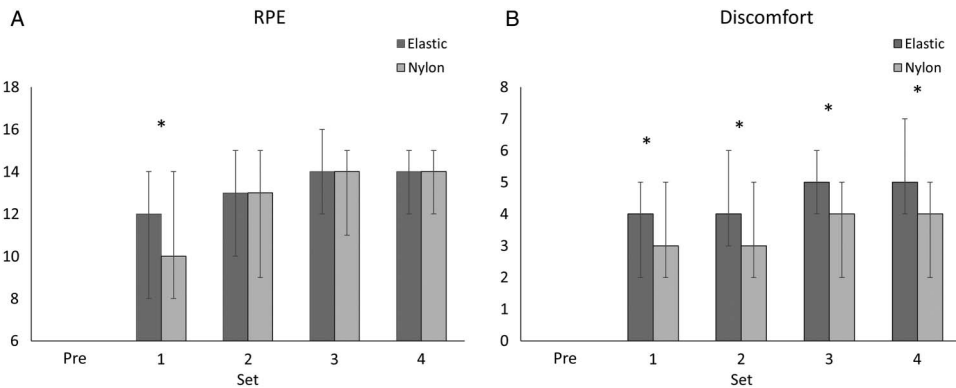 A
RPE
Elastic
Nylon
18
16
14
12
10
8
6
*
Pre 1 2 3 4
Set
B
Discomfort
Elastic
Nylon
8
7
6
5
4
3
2
1
0
* * * *
Pre 1 2 3 4
Set